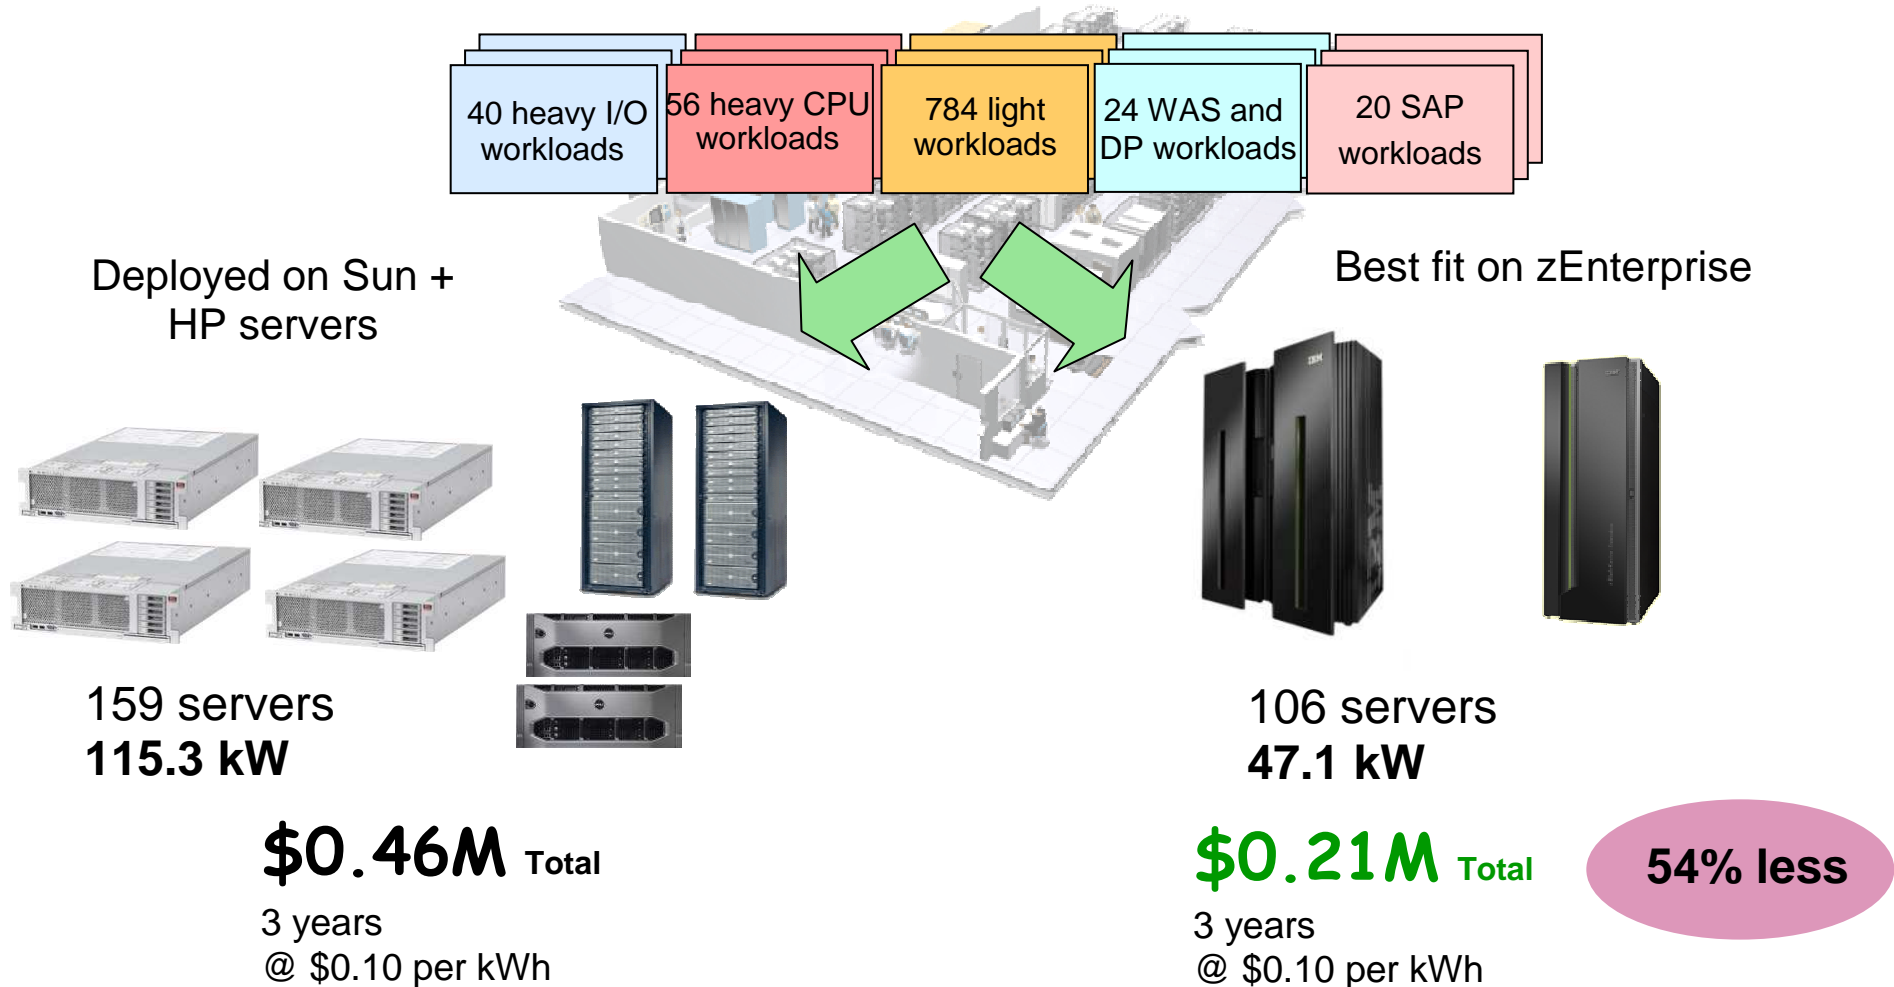 40 heavy I/O
workloads
56 heavy CPU
workloads
784 light
workloads
24 WAS and
DP workloads
20 SAP
workloads
Deployed on Sun +
HP servers
Best fit on zEnterprise
IBM
159 servers
115.3 kW
106 servers
47.1 kW
$0.46M Total
3 years
@ $0.10 per kWh
$0.21M Total
3 years
@ $0.10 per kWh
54% less